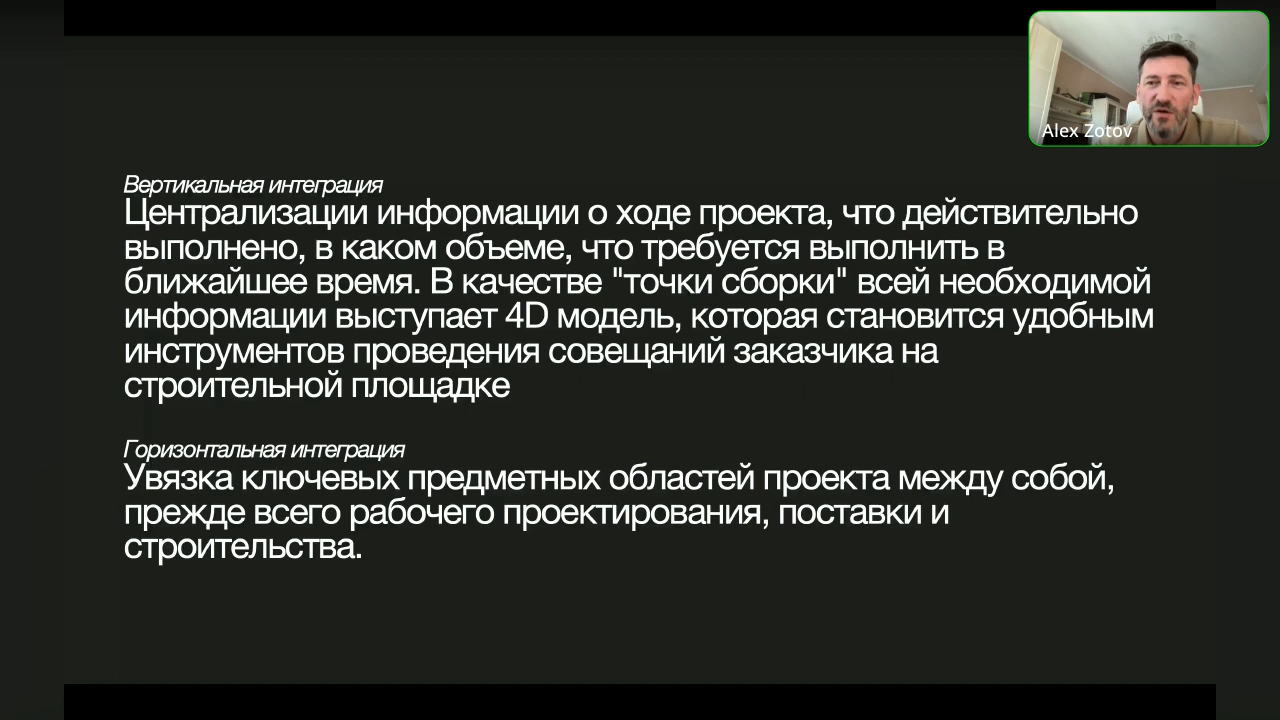 Alex Zotov
Вертикальная интеграция
Централизации информации о ходе проекта, что действительно
выполнено, в каком объеме, что требуется выполнить в
ближайшее время. В качестве "точки сборки" всей необходимой
информации выступает 4D модель, которая становится удобным
инструментов проведения совещаний заказчика на
строительной площадке
Горизонтальная интеграция
Увязка ключевых предметных областей проекта между собой,
прежде всего рабочего проектирования, поставки и
строительства.